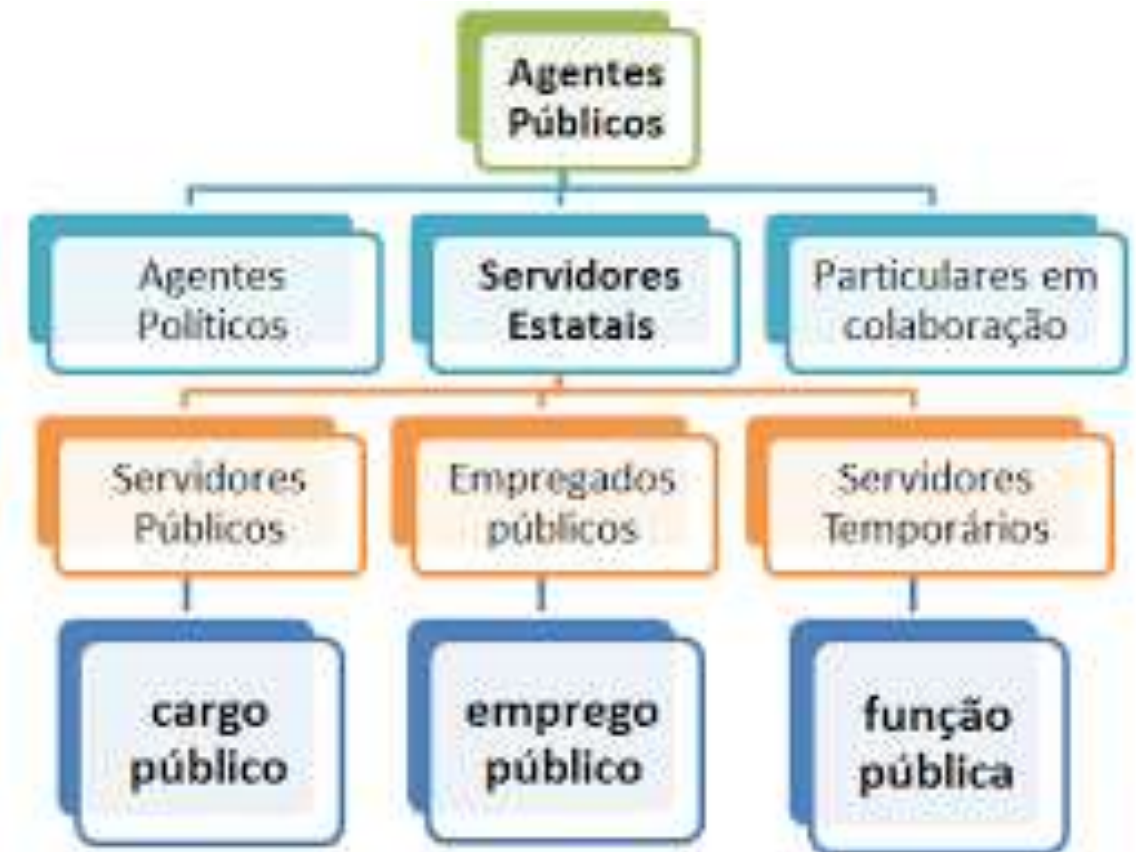 Agentes
Públicos
Agentes
Políticos
Servidores
Estatais
Particulares em
colaboração
Servidores
Públicos
Empregados
públicos
Servidores
Temporários
cargo
público
emprego
público
função
pública